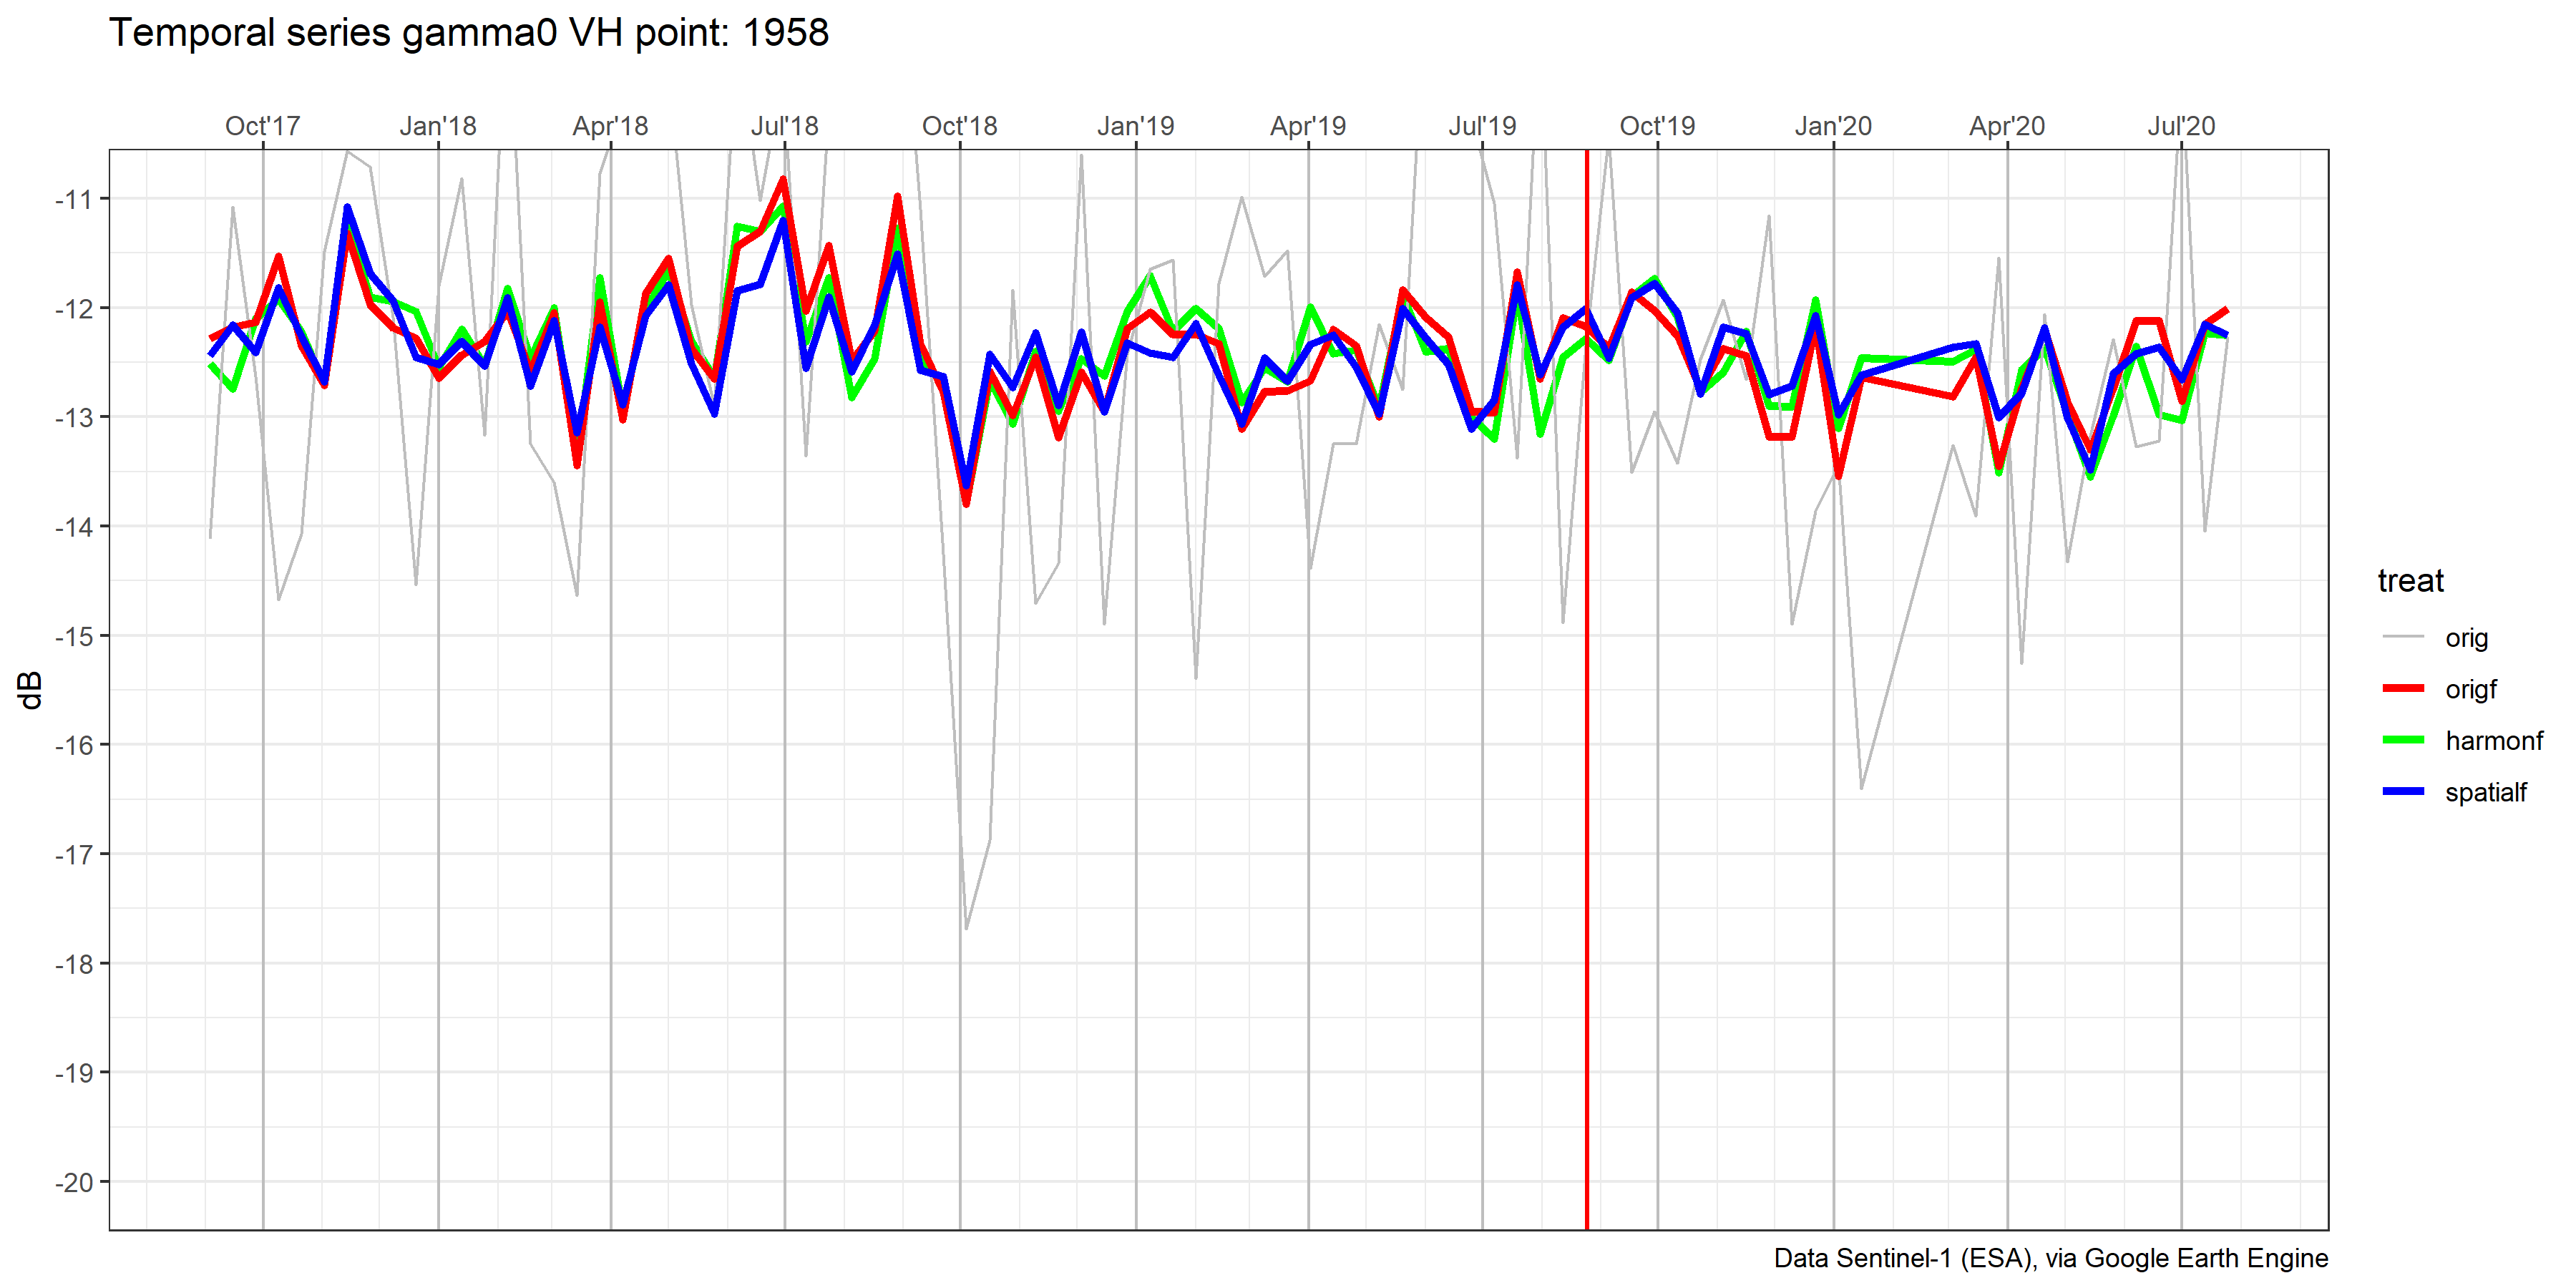 Temporal series gamma0 VH point: 1958
Oct'17 Jan'18 Apr'18 Jul'18 Oct'18 Jan'19 Apr'19 Jul'19 Oct'19 Jan'20 Apr'20 Jul'20
-11
-12
-13
-14
-15
-16
-17
-18
-19
-20
dB
treat
orig
origf
harmonf
spatialf
Data Sentinel-1 (ESA), via Google Earth Engine